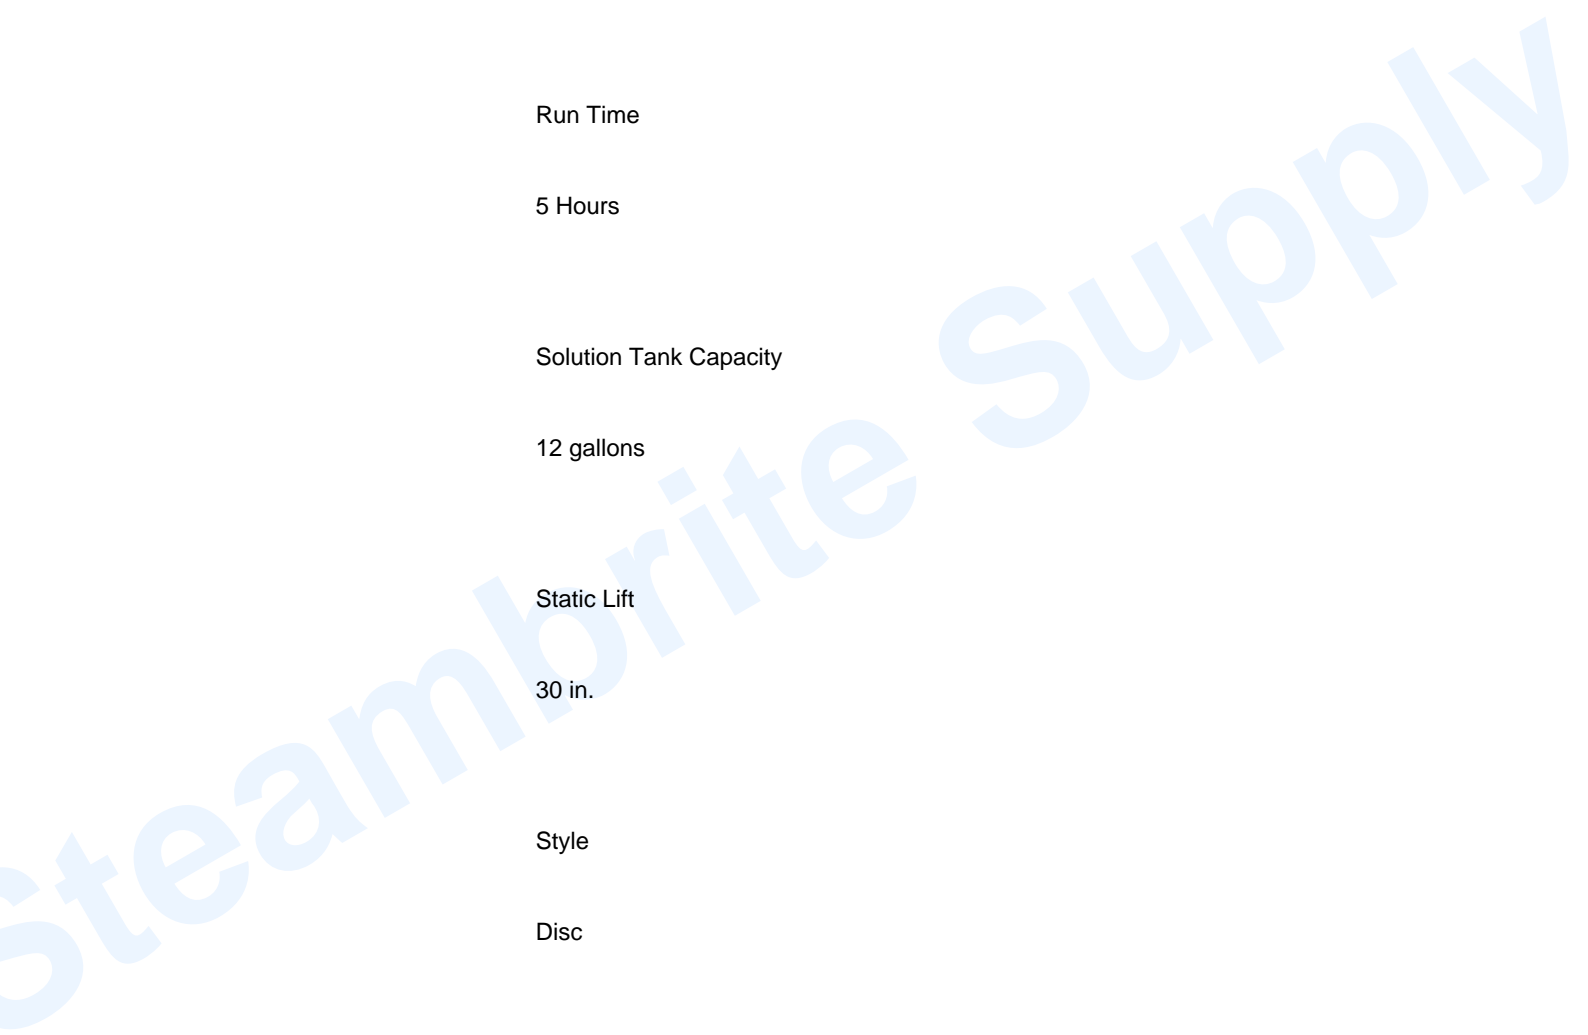 Run Time
5 Hours
Solution Tank Capacity
12 gallons
Static Lift
30 in.
Style
Disc
Steambrite Supply